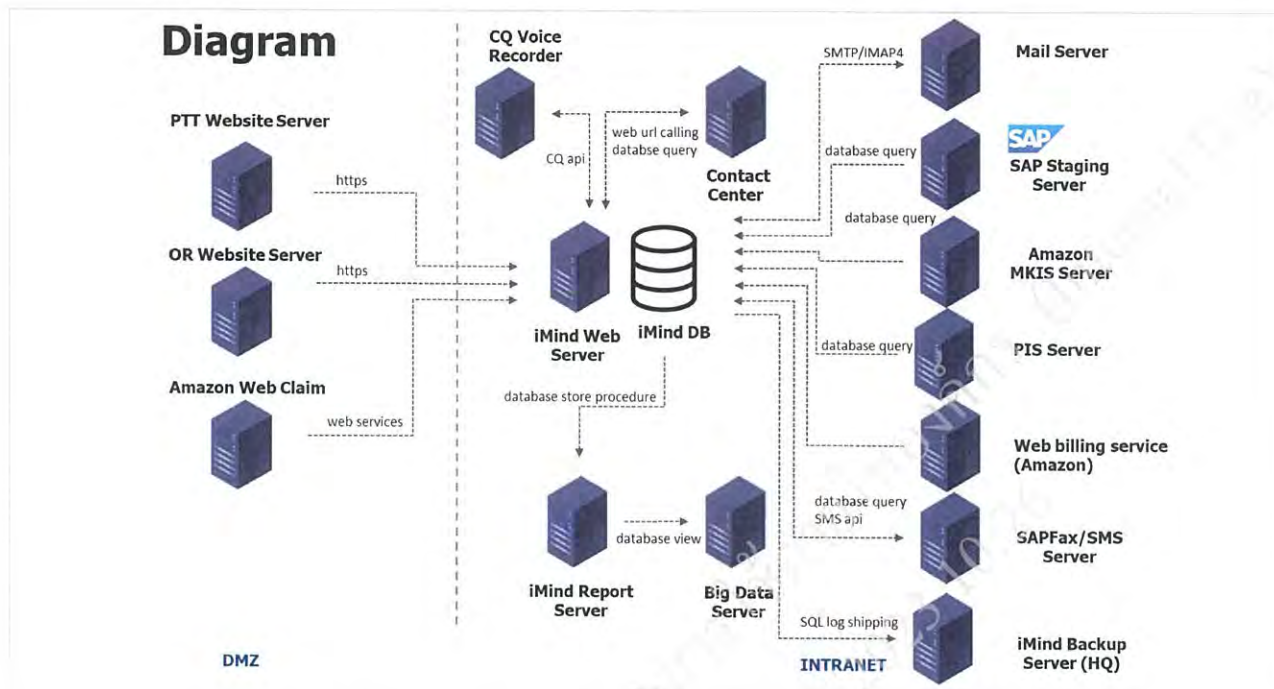 Diagram
CQ Voice
Recorder
SMTP/IMAP4
Mail Server
PTT Website Server
https
web url calling
databse query
CQ api
Contact
Center
SAP
database query
SAP Staging
Server
database query
OR Website Server
https
Amazon
MKIS Server
iMind Web
Server
iMind DB
database query
PIS Server
Amazon Web Claim
web services
database store procedure
Web billing service
(Amazon)
database query
SMS api
SAPFax/SMS
Server
database view
iMind Report
Server
Big Data
Server
SQL log shipping
iMind Backup
Server (HQ)
DMZ
INTRANET